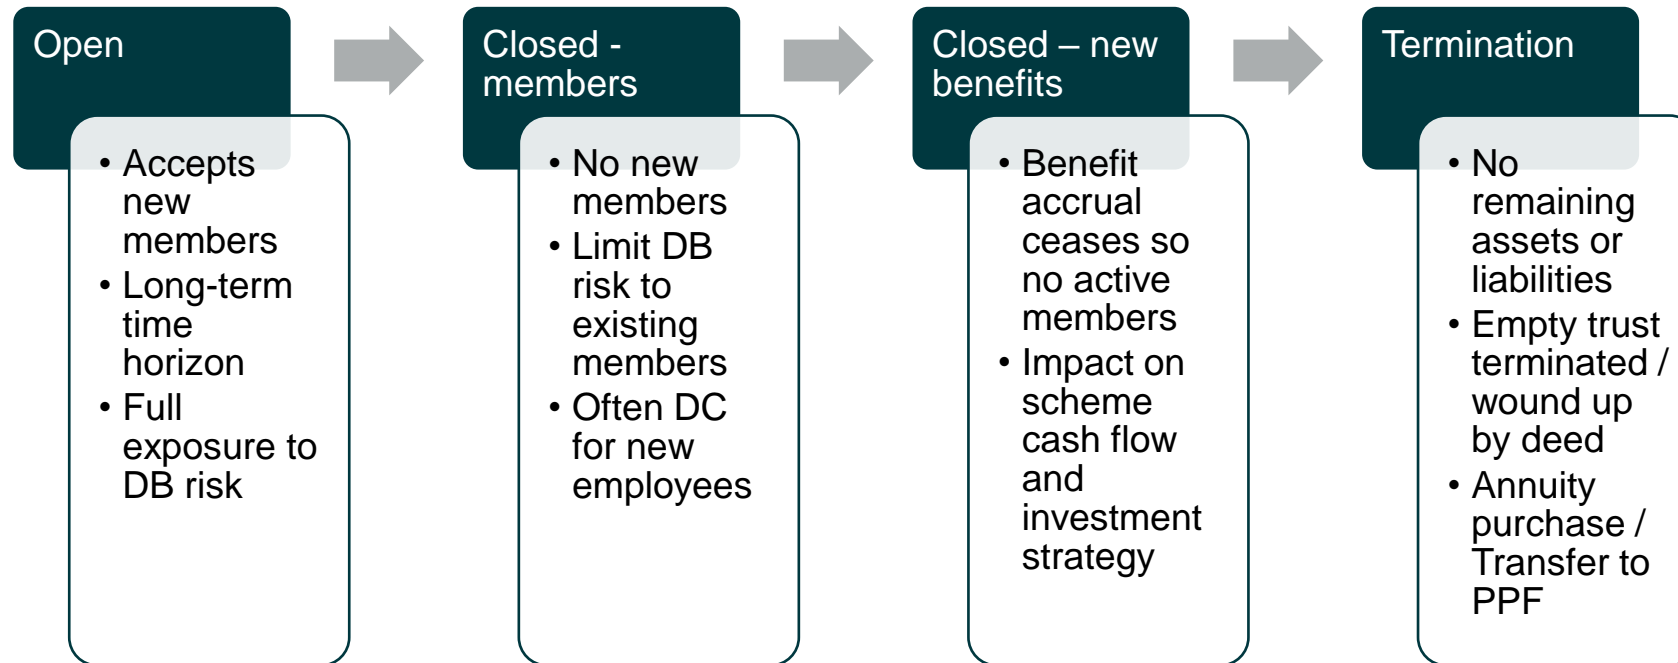 Open
• Accepts
new
members
• Long-term
time
horizon
• Full
exposure to
DB risk
Closed -
members
• No new
members
• Limit DB
risk to
existing
members
• Often DC
for new
employees
Closed – new
benefits
• Benefit
accrual
ceases so
no active
members
• Impact on
scheme
cash flow
and
investment
strategy
Termination
• No
remaining
assets or
liabilities
• Empty trust
terminated /
wound up
by deed
• Annuity
purchase /
Transfer to
PPF